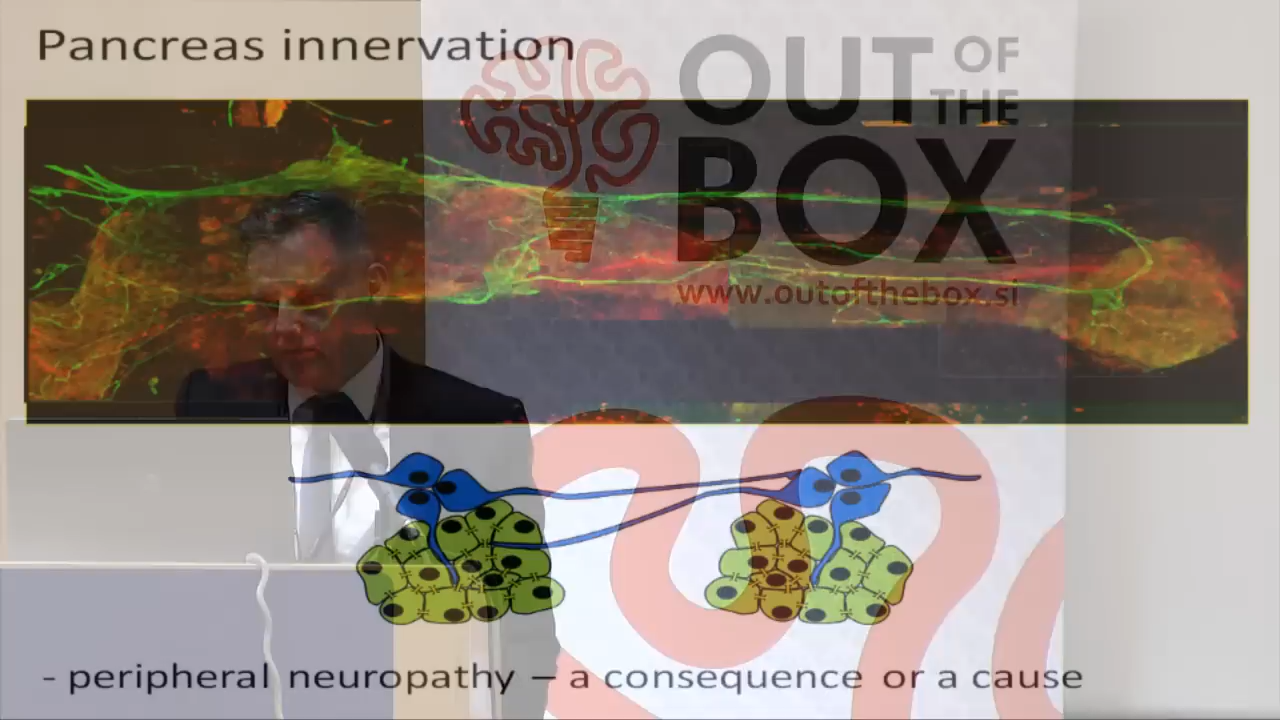 Pancreas innervation
OUT OF
THE
BOX
www.outofthebox.si
- peripheral neuropathy – a consequence or a cause